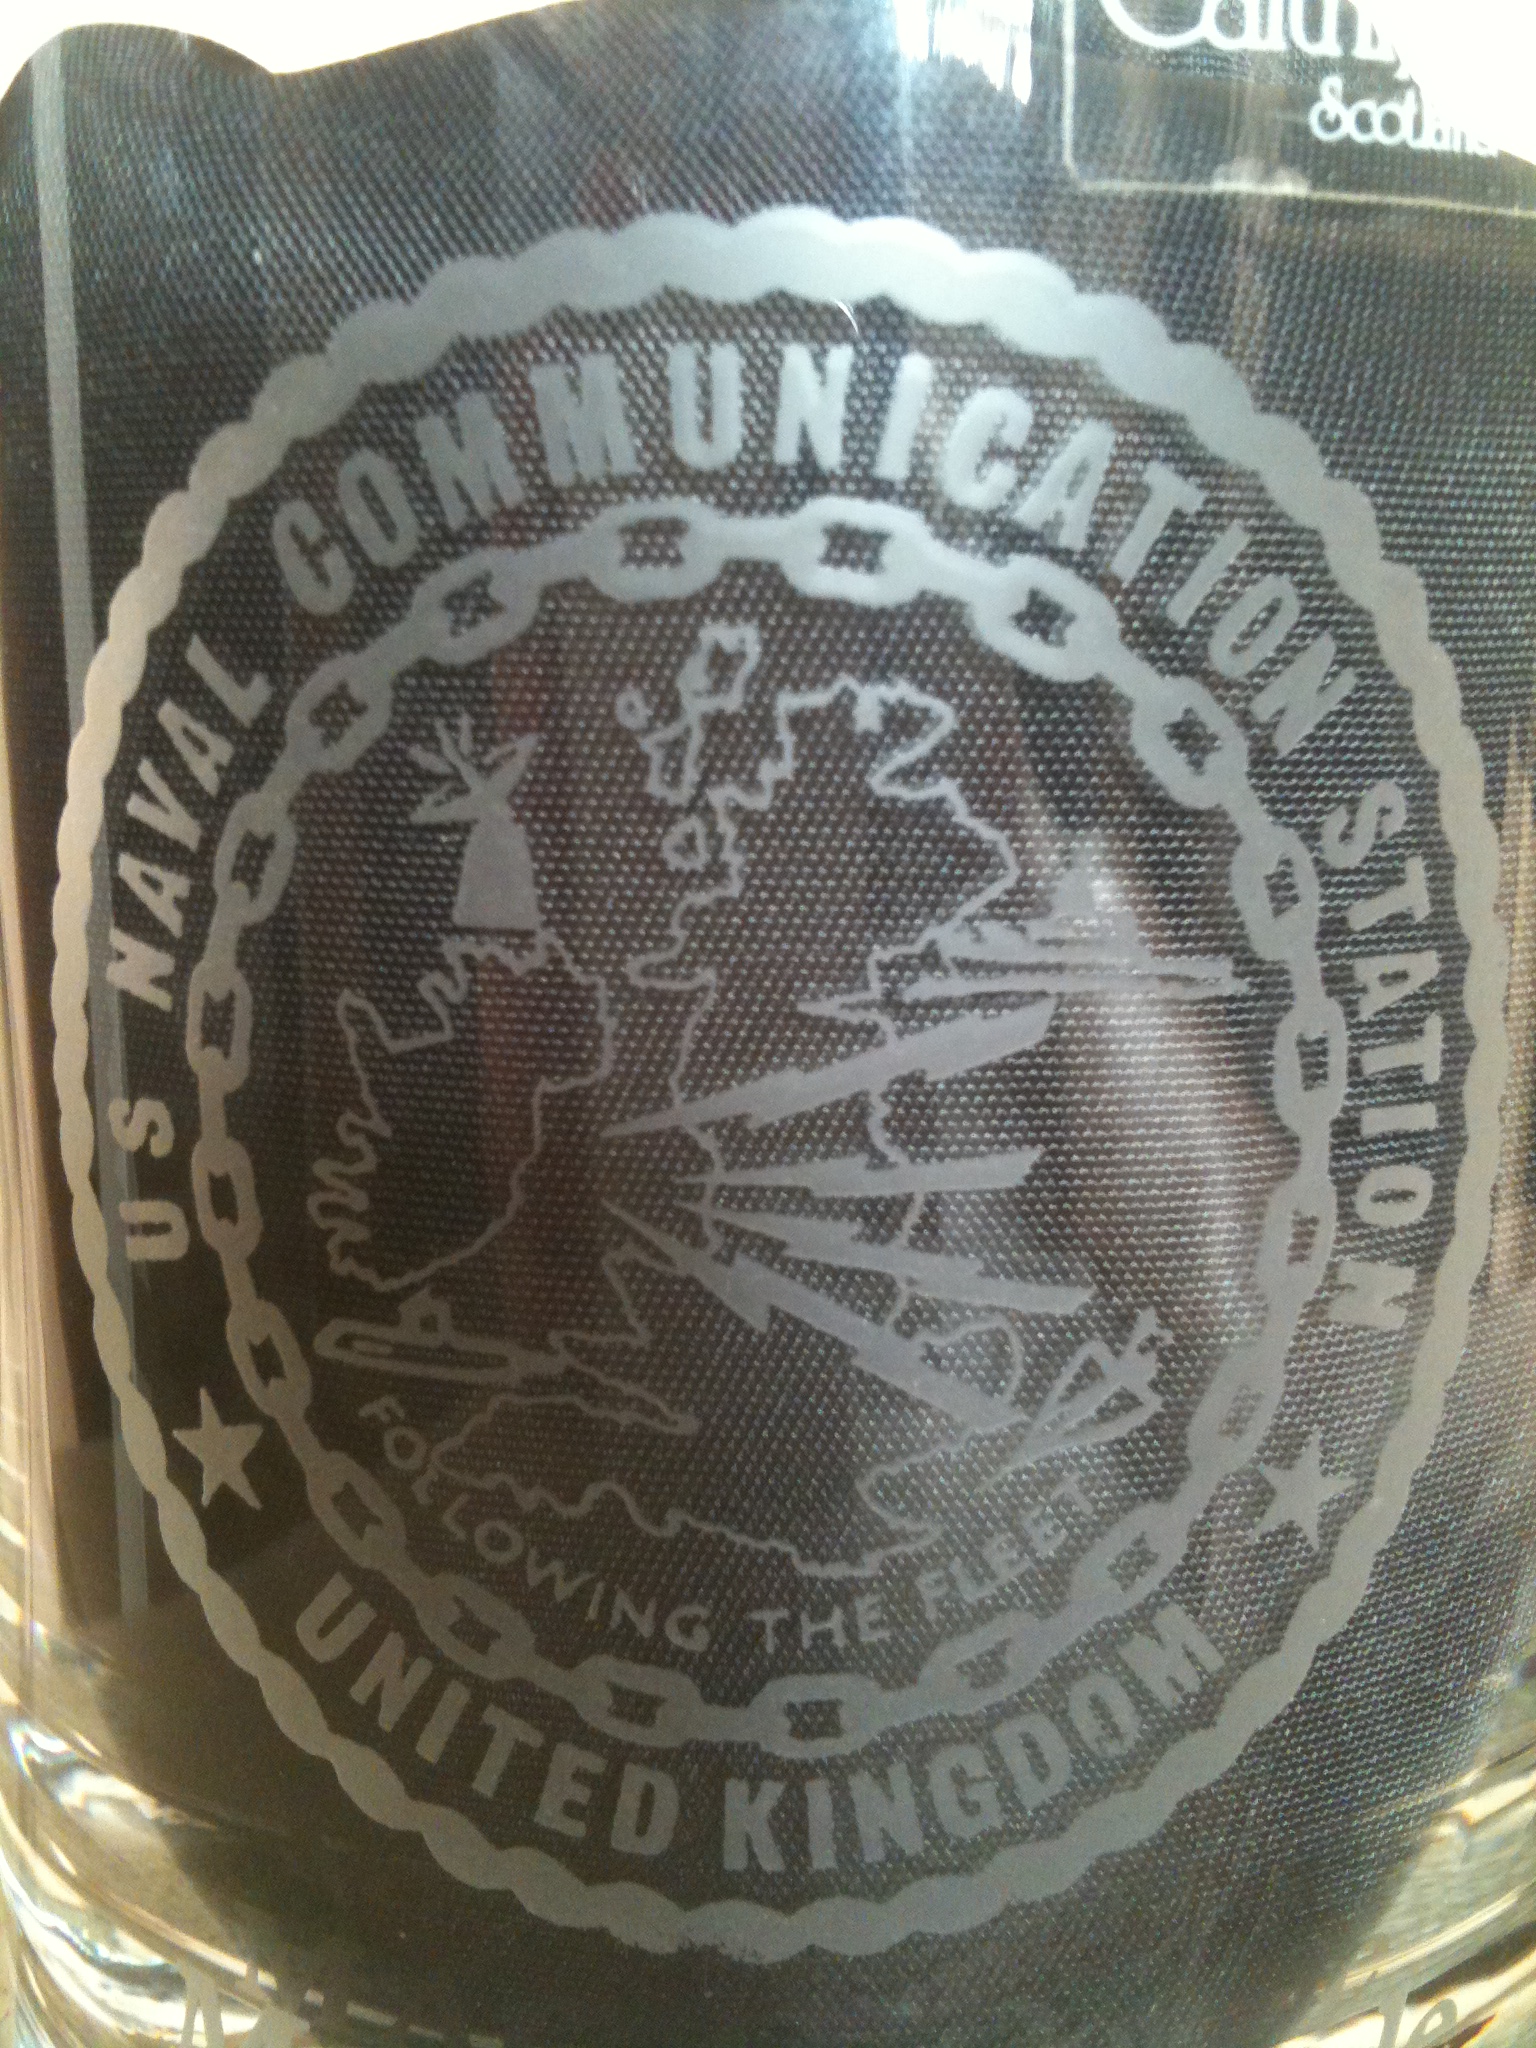 Scotland
US NAVAL COMMUNICATION STATION
FOLLOWING THE FLEET
UNITED KINGDOM